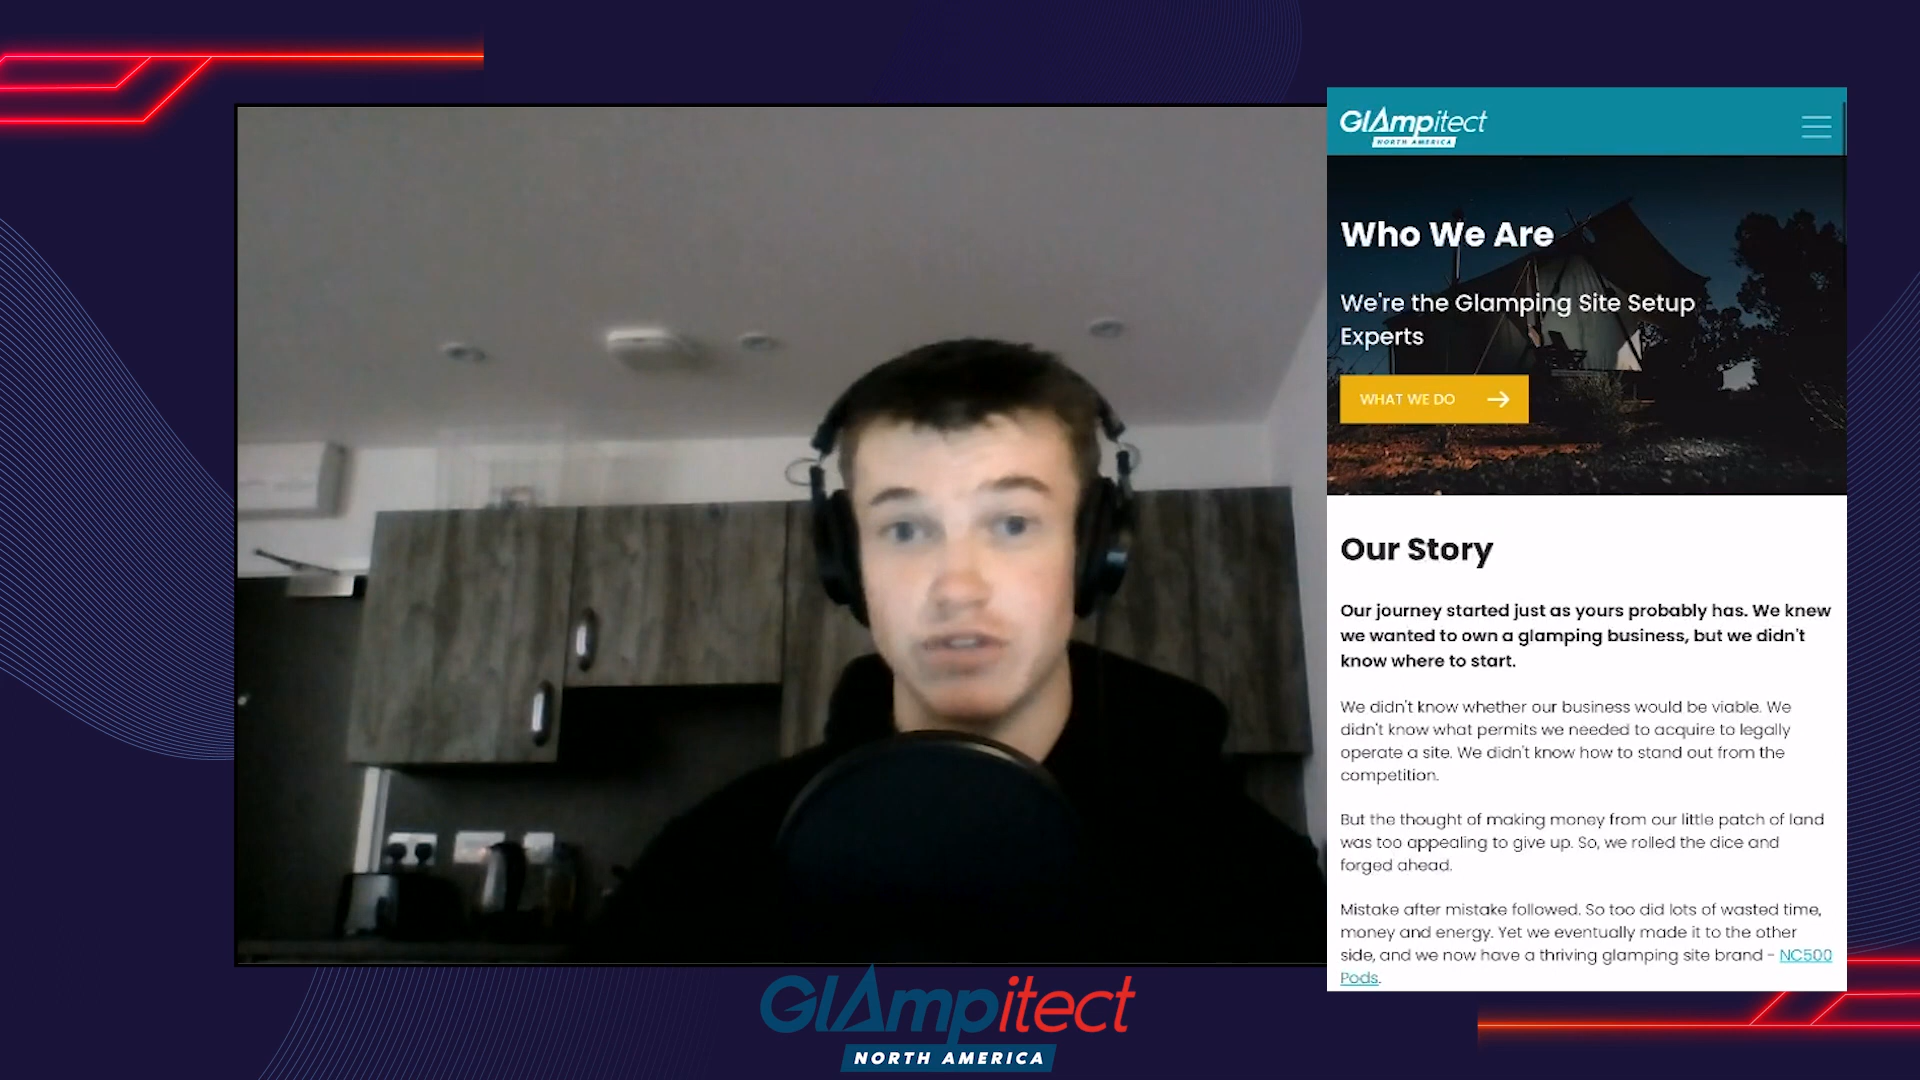 GlAmpitect
NORTH AMERICA
Who We Are
We're the Glamping Site Setup
Experts
WHAT WE DO
Our Story
Our journey started just as yours probably has. We knew
we wanted to own a glamping business, but we didn't
know where to start.
We didn't know whether our business would be viable. We
didn't know what permits we needed to acquire to legally
operate a site. We didn't know how to stand out from the
competition.
But the thought of making money from our little patch of land
was too appealing to give up. So, we rolled the dice and
forged ahead.
Mistake after mistake followed. So too did lots of wasted time,
money and energy. Yet we eventually made it to the other
side, and we now have a thriving glamping site brand - NC500
Pods.
GlAmpitect
NORTH AMERICA